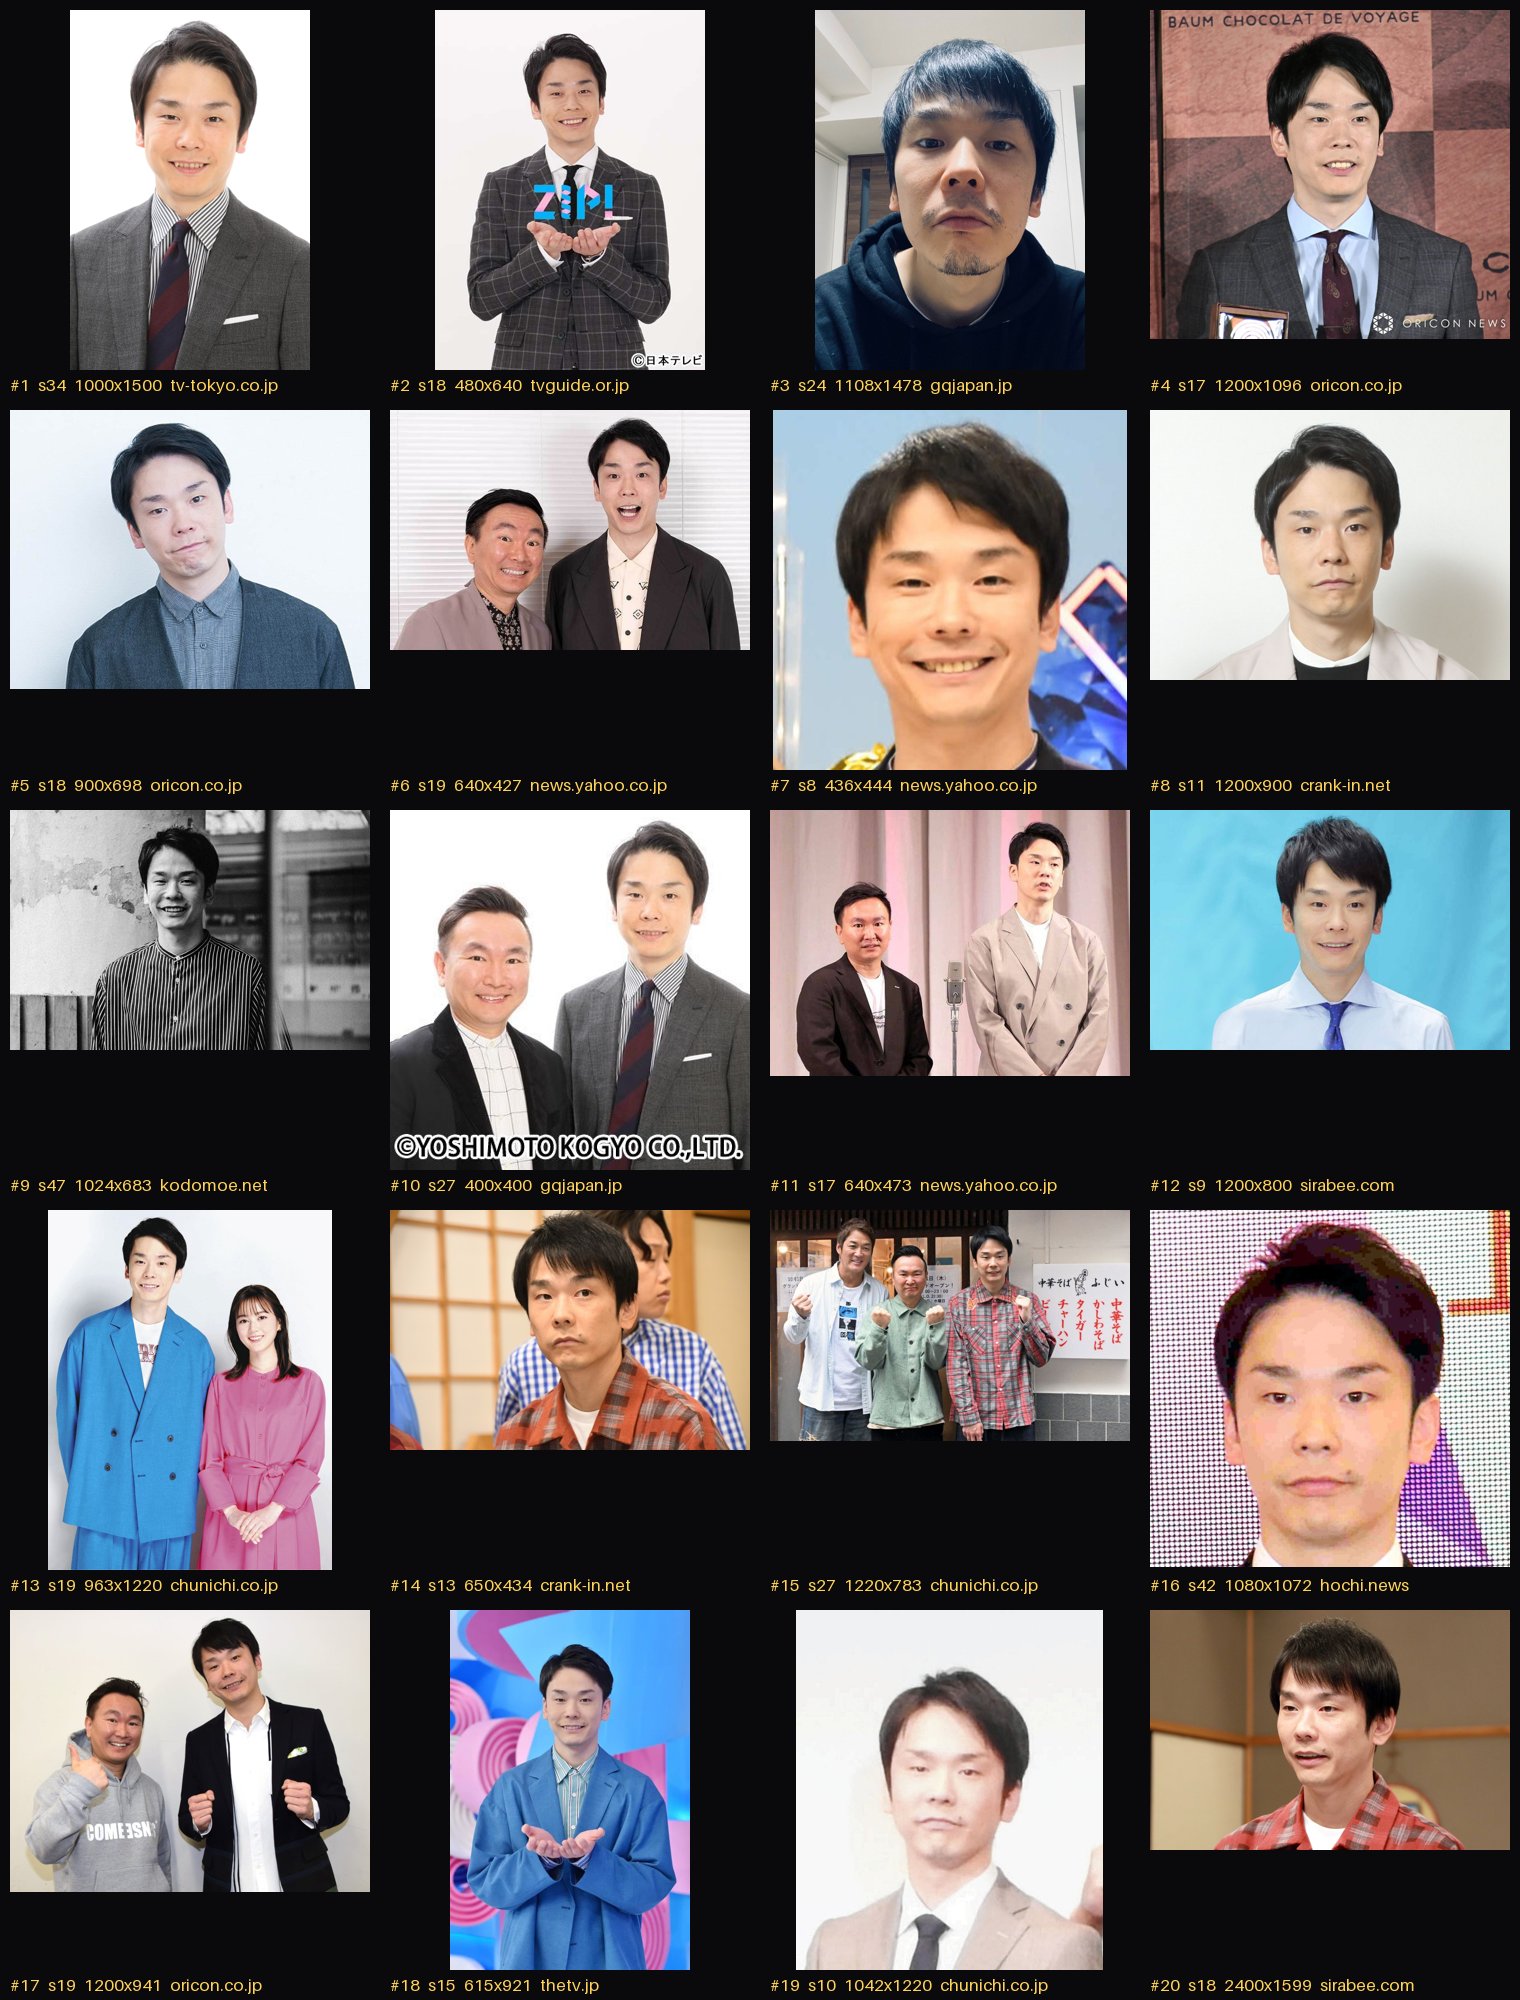 BAUM CHOCOLAT DE VOYAGE
ZIP!
©日本テレビ
ORICON NEWS
#1 s34 1000x1500 tv-tokyo.co.jp
#2 s18 480x640 tvguide.or.jp
#3 s24 1108x1478 gqjapan.jp
#4 s17 1200x1096 oricon.co.jp
#5 s18 900x698 oricon.co.jp
#6 s19 640x427 news.yahoo.co.jp
#7 s8 436x444 news.yahoo.co.jp
#8 s11 1200x900 crank-in.net
©YOSHIMOTO KOGYO CO.,LTD.
#9 s47 1024x683 kodomoe.net
#10 s27 400x400 gqjapan.jp
#11 s17 640x473 news.yahoo.co.jp
#12 s9 1200x800 sirabee.com
中華そば ふじい
中華そば
かしわそば
タイガー
チャーハン
#13 s19 963x1220 chunichi.co.jp
#14 s13 650x434 crank-in.net
#15 s27 1220x783 chunichi.co.jp
#16 s42 1080x1072 hochi.news
#17 s19 1200x941 oricon.co.jp
#18 s15 615x921 thetv.jp
#19 s10 1042x1220 chunichi.co.jp
#20 s18 2400x1599 sirabee.com